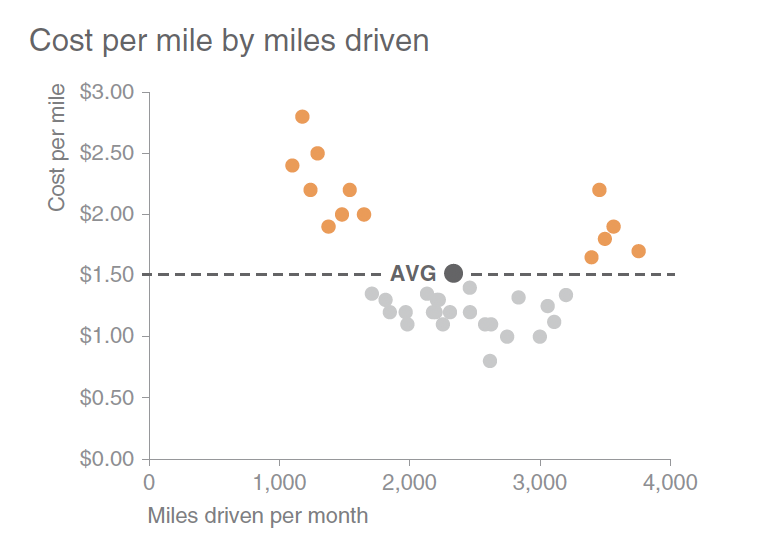 Cost per mile by miles driven
Cost per mile
$3.00
$2.50
$2.00
$1.50
$1.00
$0.50
$0.00
AVG
0 1,000 2,000 3,000 4,000
Miles driven per month